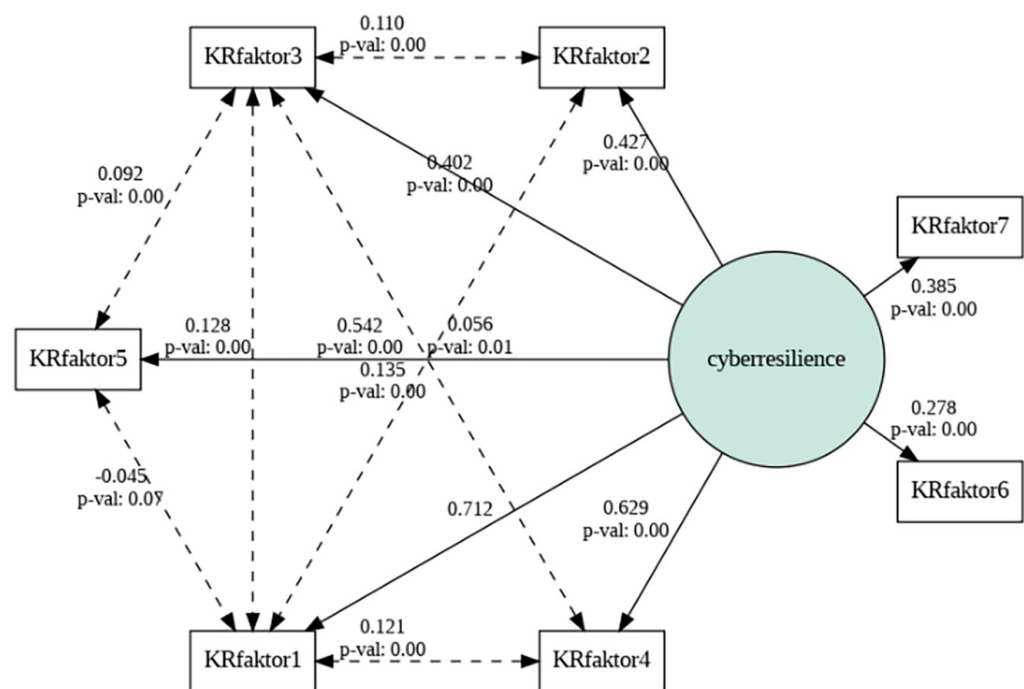 0.110
p-val: 0.00
KRfaktor3
KRfaktor2
0.427
p-val: 0.00
0.402
p-val: 0.00
0.092
p-val: 0.00
KRfaktor7
0.385
p-val: 0.00
0.128
p-val: 0.00
0.542
p-val: 0.00
0.056
p-val: 0.01
KRfaktor5
cyberresilience
0.135
p-val: 0.00
0.278
p-val: 0.00
-0.045
p-val: 0.07
KRfaktor6
0.712
0.629
p-val: 0.00
0.121
p-val: 0.00
KRfaktor1
KRfaktor4